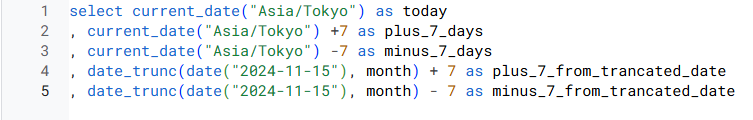 1 select current_date("Asia/Tokyo") as today
2 , current_date("Asia/Tokyo") +7 as plus_7_days
3 , current_date("Asia/Tokyo") -7 as minus_7_days
4 , date_trunc(date("2024-11-15"), month) + 7 as plus_7_from_trancated_date
5 , date_trunc(date("2024-11-15"), month) - 7 as minus_7_from_trancated_date